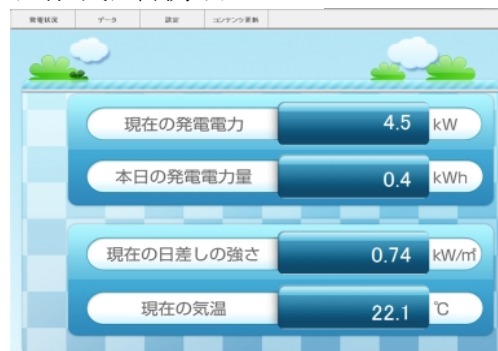 発電状況 データ 設定 コンテンツ更新
現在の発電電力 4.5 kW
本日の発電電力量 0.4 kWh
現在の日差しの強さ 0.74 kW/㎡
現在の気温 22.1 ℃